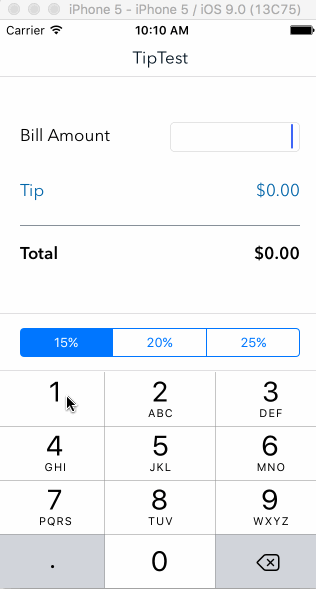 iPhone 5 - iPhone 5 / iOS 9.0 (13C75)
Carrier 10:10 AM
TipTest
Bill Amount
Tip $0.00
Total $0.00
15% 20% 25%
1 2 3
ABC DEF
4 5 6
GHI JKL MNO
7 8 9
PQRS TUV WXYZ
. 0